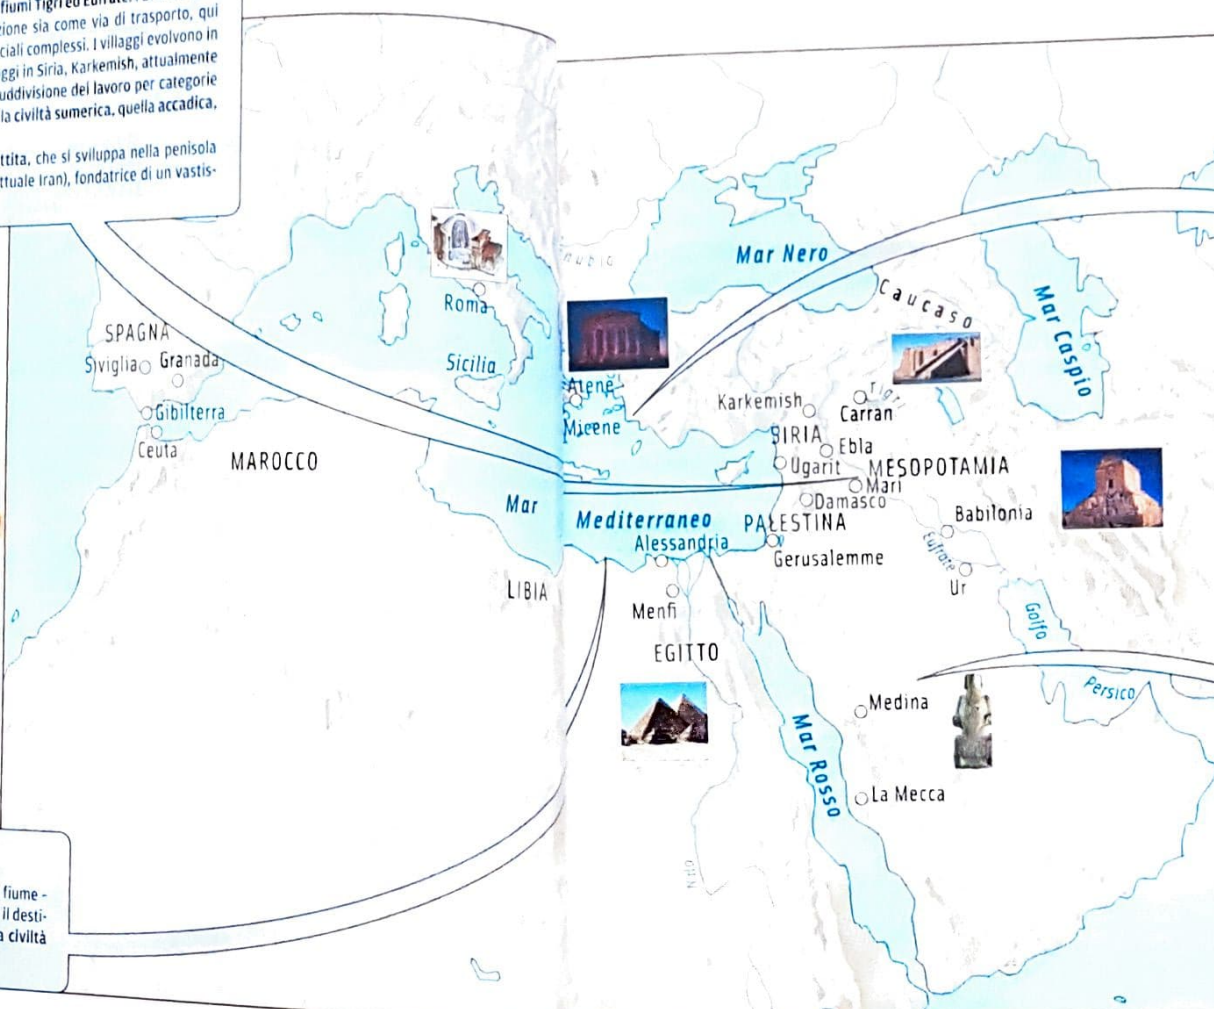 fiumi Tigri ed
zione sia come via di trasporto, qui
ciali complessi. I villaggi evolvono in
ggi in Siria, Karkemish, attualmente
uddivisione del lavoro per categorie
la civiltà sumerica, quella accadica,
ttita, che si sviluppa nella penisola
ttuale Iran), fondatrice di un vastis-
Mar Nero
Caucaso
Mar Caspio
Roma
SPAGNA
Siviglia
Granada
Sicilia
Atene
Karkemish
Tigri
Carran
Gibilterra
Micene
SIRIA
Ebla
Ceuta
MAROCCO
Ugarit
MESOPOTAMIA
Mari
Mar
Mediterraneo
Damasco
PALESTINA
Babilonia
Alessandria
Gerusalemme
Eufrate
Ur
LIBIA
Menfi
Golfo
Persico
EGITTO
Medina
Mar Rosso
La Mecca
Nilo
fiume -
il desti-
a civiltà